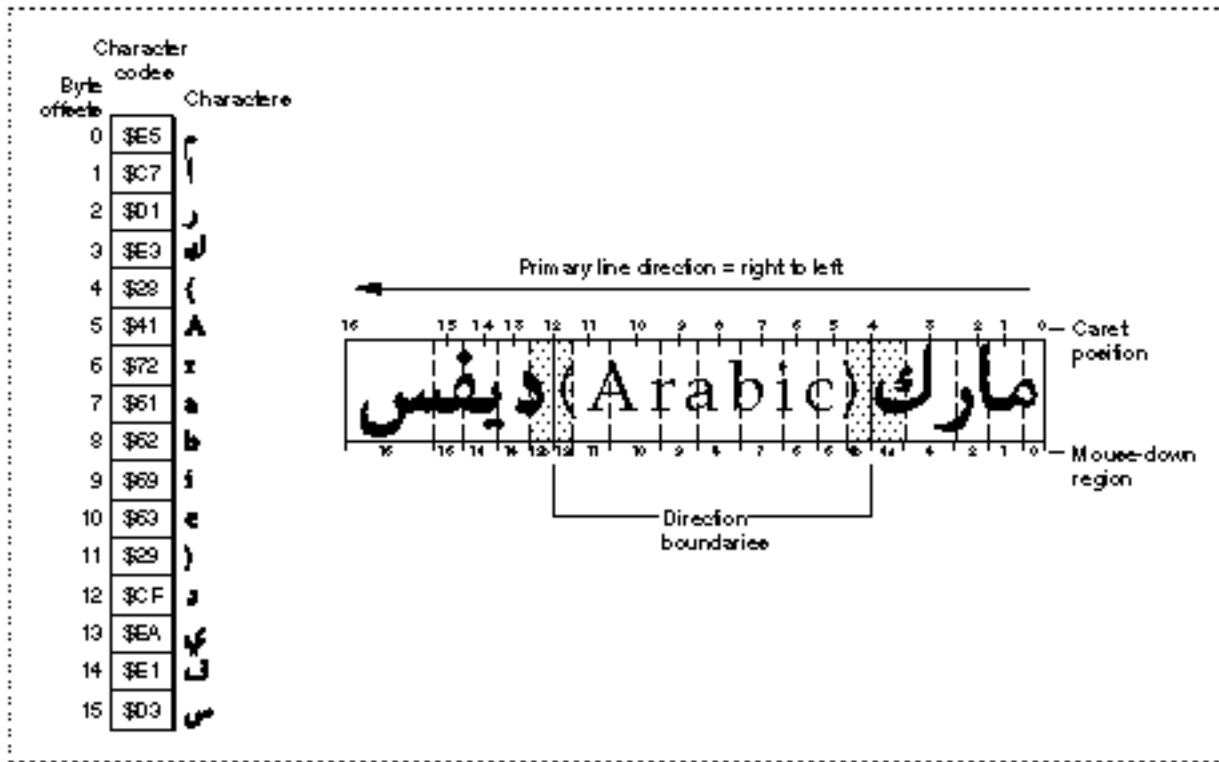 Character
codes
Byte
offsets
Characters
0 $E5 م
1 $C7 ا
2 $D1 ر
3 $E3 ك
4 $28 (
5 $41 A
6 $72 r
7 $61 a
8 $62 b
9 $69 i
10 $63 c
11 $29 )
12 $CF د
13 $EA ي
14 $E1 ف
15 $D3 س
Primary line direction = right to left
16 15 14 13 12 11 10 9 8 7 6 5 4 3 2 1 0
Caret
position
مارك (Arabic) ديفس
Mouse-down
region
Direction
boundaries